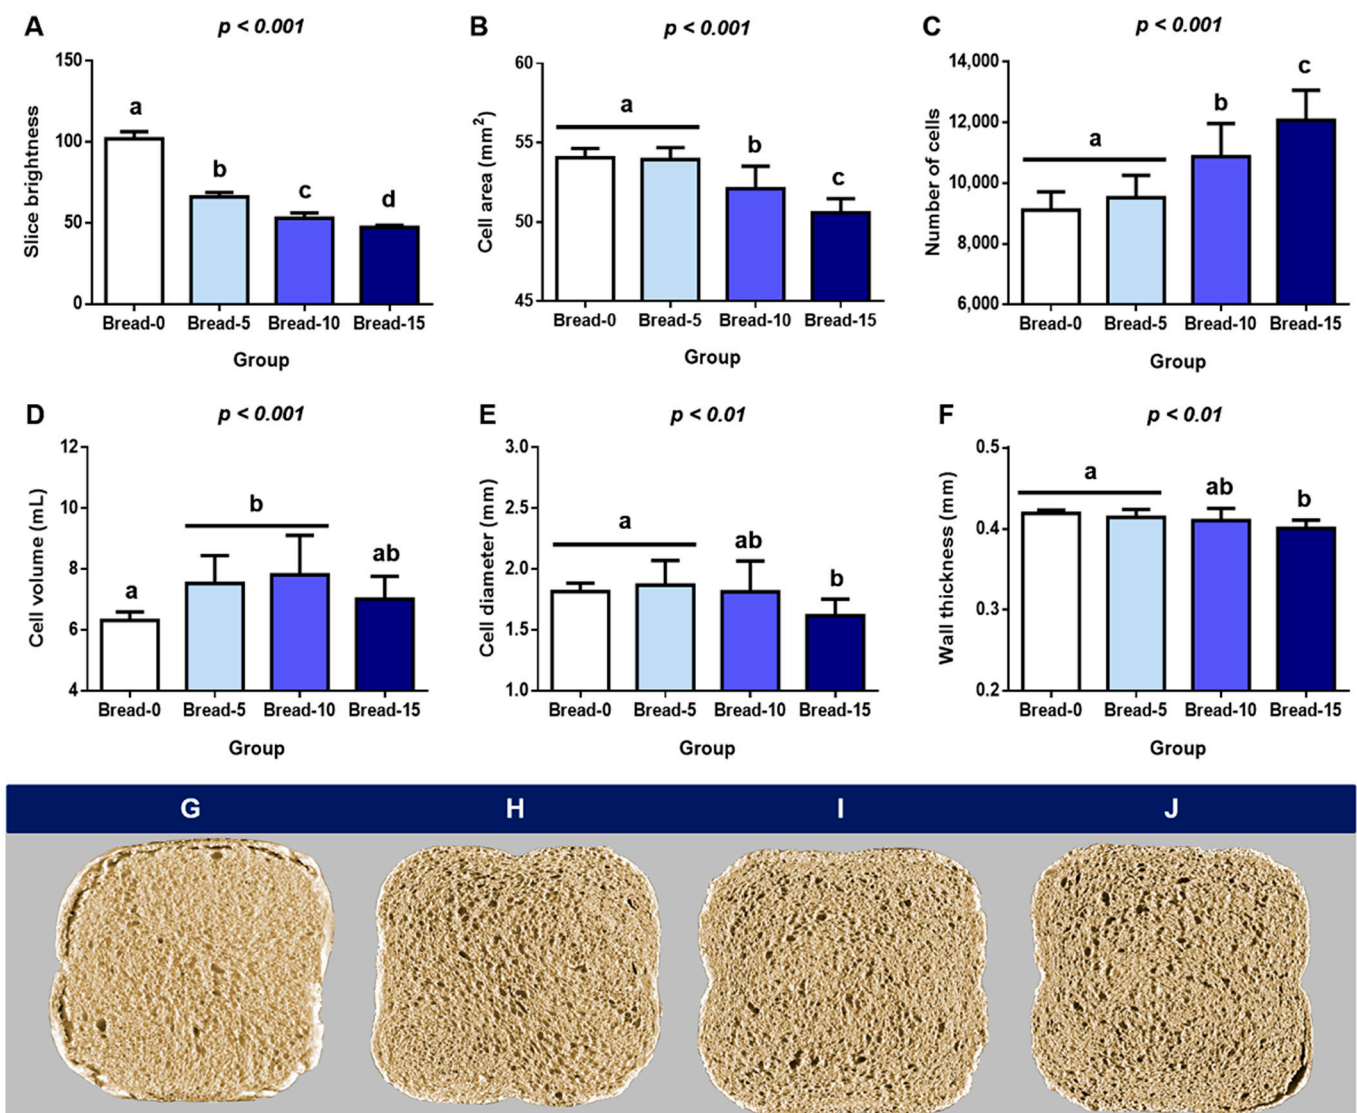 A
p < 0.001
Slice brightness
150
100
50
0
a
b
c
d
Bread-0 Bread-5 Bread-10 Bread-15
Group
B
p < 0.001
Cell area (mm²)
60
55
50
45
a
b
c
Bread-0 Bread-5 Bread-10 Bread-15
Group
C
p < 0.001
Number of cells
14,000
12,000
10,000
8,000
6,000
a
b
c
Bread-0 Bread-5 Bread-10 Bread-15
Group
D
p < 0.001
Cell volume (mL)
12
10
8
6
4
a
b
ab
Bread-0 Bread-5 Bread-10 Bread-15
Group
E
p < 0.01
Cell diameter (mm)
3.0
2.5
2.0
1.5
1.0
a
ab
b
Bread-0 Bread-5 Bread-10 Bread-15
Group
F
p < 0.01
Wall thickness (mm)
0.5
0.4
0.3
0.2
a
ab
b
Bread-0 Bread-5 Bread-10 Bread-15
Group
G H I J